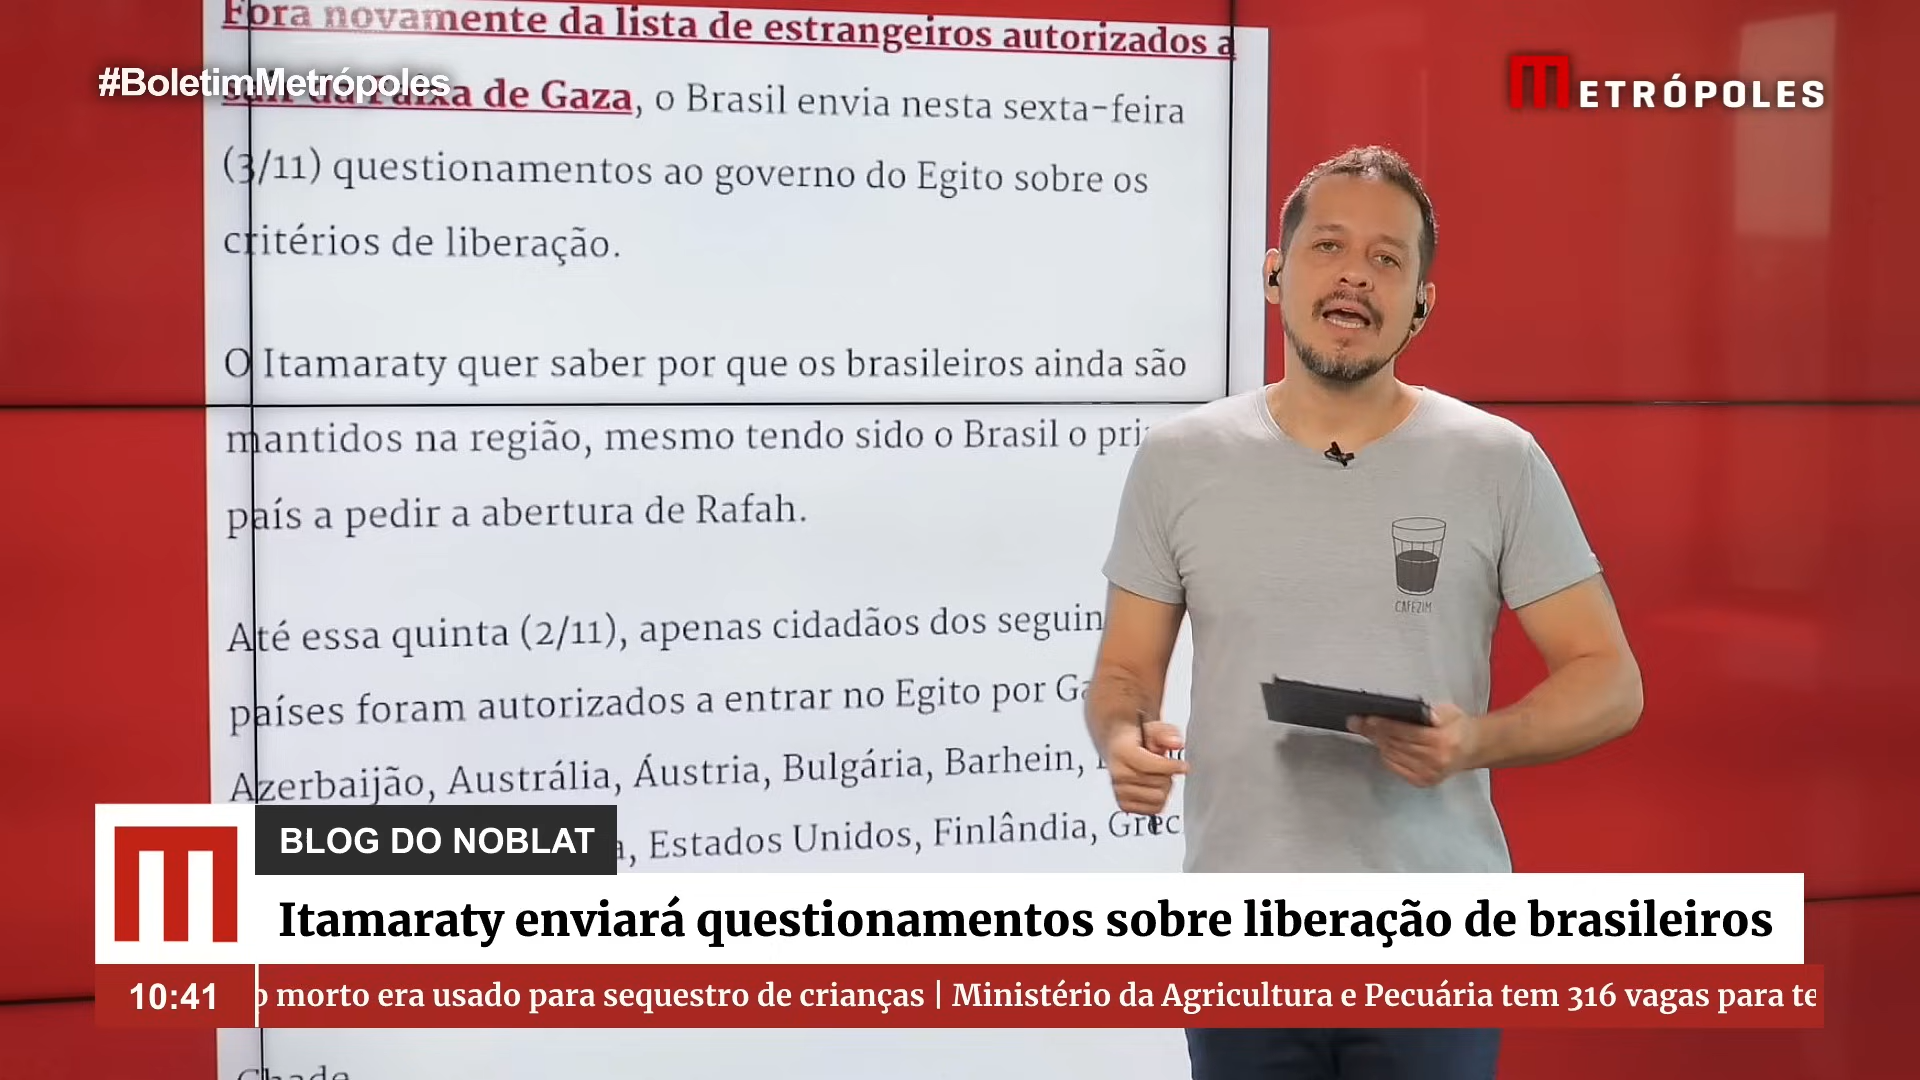 Fora novamente da lista de estrangeiros autorizados a
#BoletimMetrópoles
METRÓPOLES
de Gaza, o Brasil envia nesta sexta-feira
(3/11) questionamentos ao governo do Egito sobre os
critérios de liberação.
O Itamaraty quer saber por que os brasileiros ainda são
mantidos na região, mesmo tendo sido o Brasil o
país a pedir a abertura de Rafah.
Até essa quinta (2/11), apenas cidadãos dos
países foram autorizados a entrar no Egito por
Azerbaijão, Austrália, Áustria, Bulgária, Barhein,
Estados Unidos, Finlândia,
CAFEZIM
BLOG DO NOBLAT
Itamaraty enviará questionamentos sobre liberação de brasileiros
10:41
morto era usado para sequestro de crianças | Ministério da Agricultura e Pecuária tem 316 vagas para te